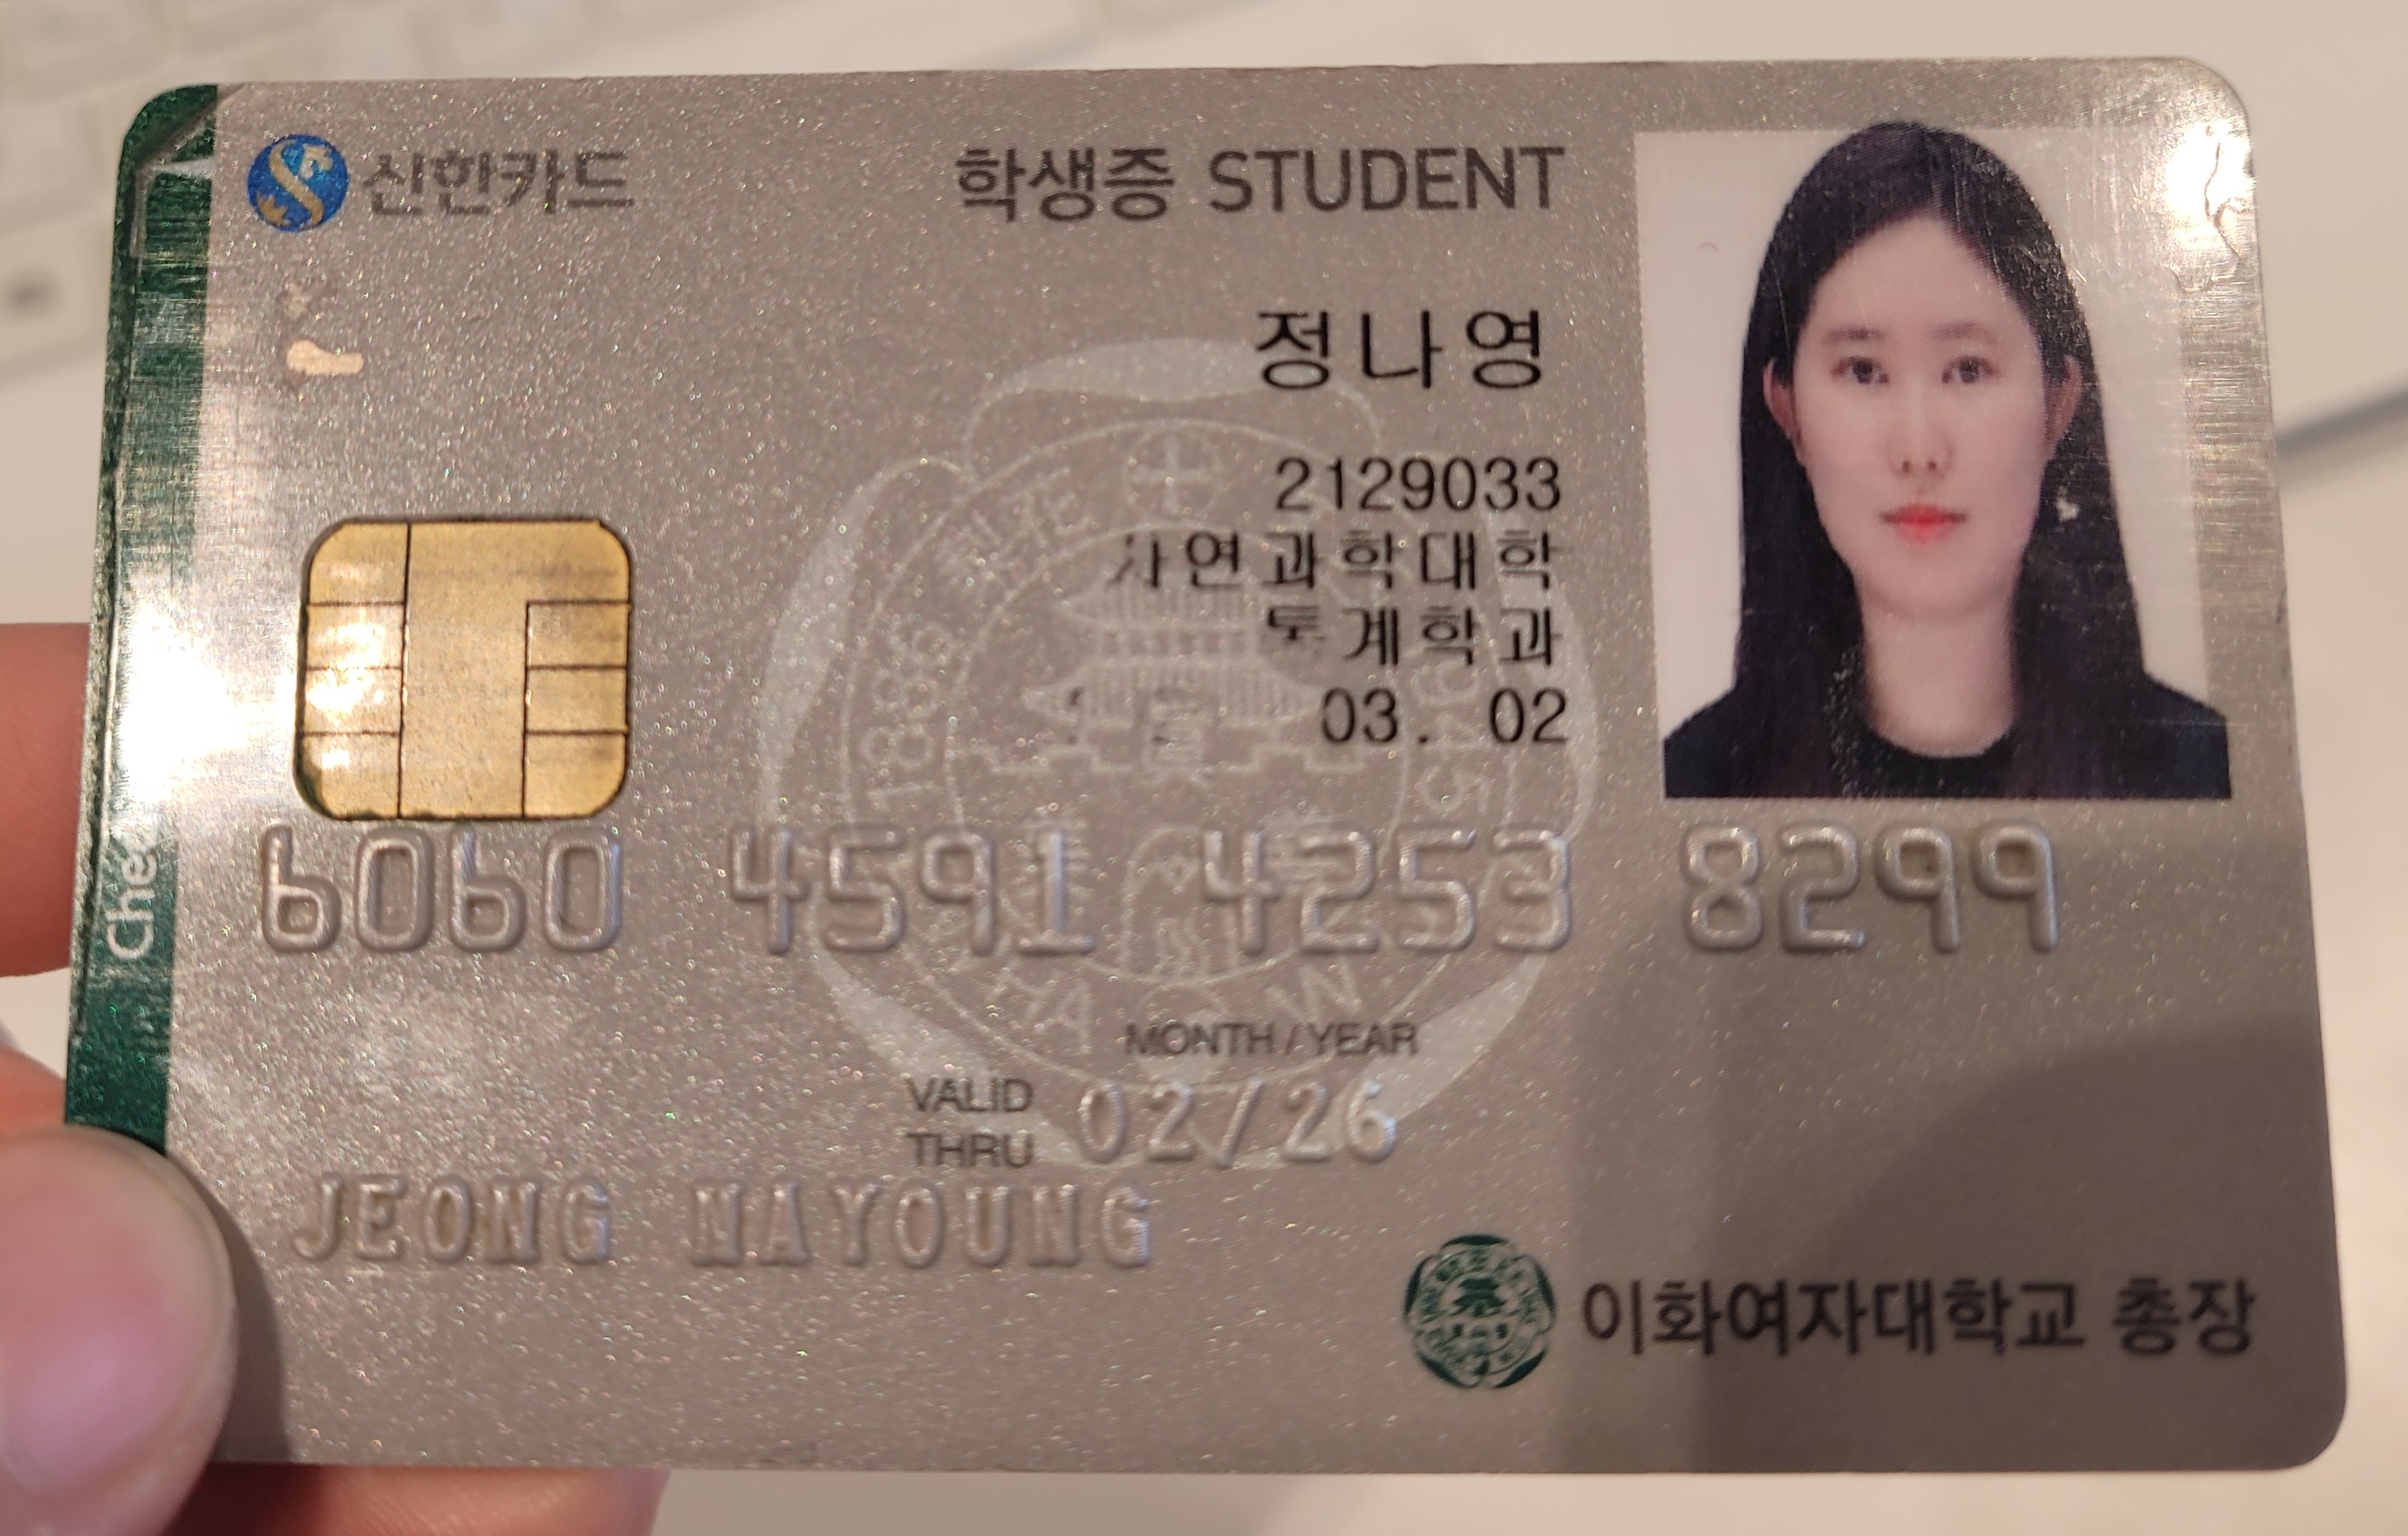 신한카드
학생증 STUDENT
정나영
2129033
자연과학대학
통계학과
03. 02
1886
6060 4591 4253 8299
MONTH / YEAR
VALID THRU 02/26
JEONG NAYOUNG
이화여자대학교 총장